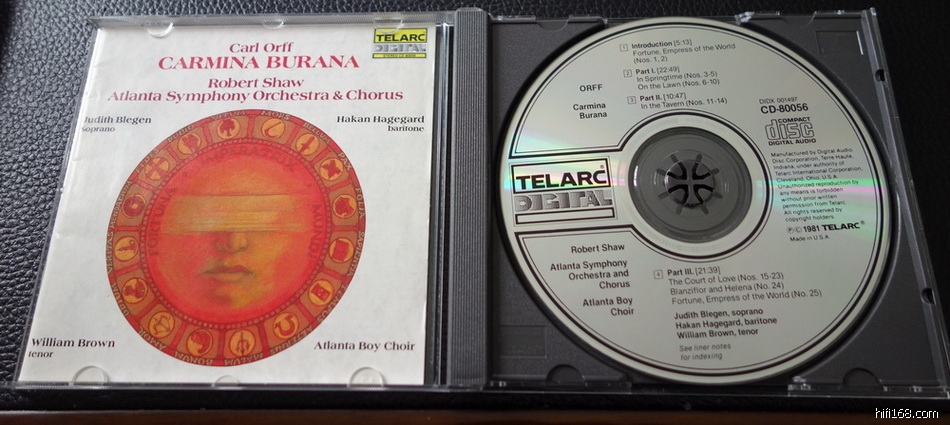 Carl Orff
CARMINA BURANA
Robert Shaw
Atlanta Symphony Orchestra & Chorus
TELARC
DIGITAL
Judith Blegen
soprano
Hakan Hagegard
baritone
William Brown
tenor
Atlanta Boy Choir
1 Introduction [5:13]
Fortune, Empress of the World
(Nos. 1, 2)
2 Part I. [22:49]
In Springtime (Nos. 3-5)
On the Lawn (Nos. 6-10)
3 Part II. [10:47]
In the Tavern (Nos. 11-14)
ORFF
Carmina
Burana
DIDX 001497
CD-80056
COMPACT
disc
DIGITAL AUDIO
Manufactured by Digital Audio
Disc Corporation, Terre Haute,
Indiana, under authority of
Telarc International Corporation,
Cleveland, Ohio, U.S.A.
Unauthorized reproduction by
any means is forbidden
without prior written
permission from Telarc.
All rights reserved by
copyright holders.
℗ © 1981 TELARC®
Made in U.S.A.
TELARC®
DIGITAL
Robert Shaw
Atlanta Symphony
Orchestra and
Chorus
Atlanta Boy
Choir
4 Part III. [21:39]
The Court of Love (Nos. 15-23)
Blanziflor and Helena (No. 24)
Fortune, Empress of the World (No. 25)
Judith Blegen, soprano
Hakan Hagegard, baritone
William Brown, tenor
See liner notes
for indexing
hifi168.com